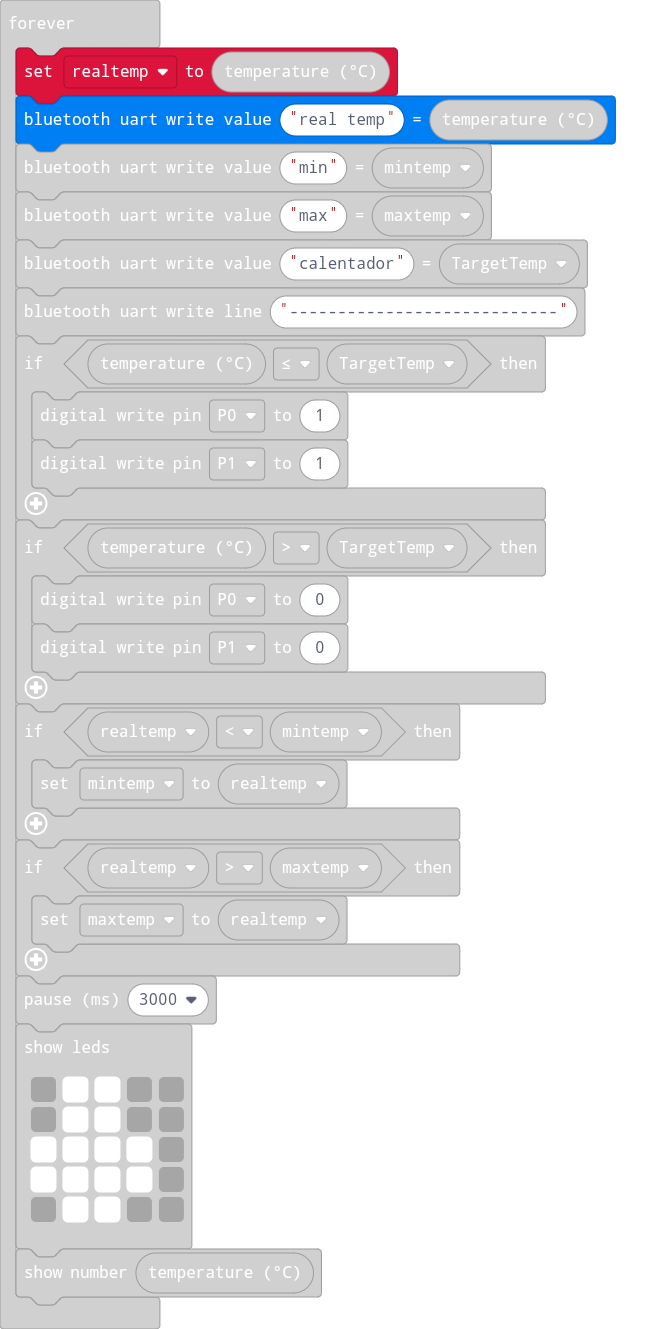 forever
set realtemp to temperature (°C)
bluetooth uart write value "real temp" = temperature (°C)
bluetooth uart write value "min" = mintemp
bluetooth uart write value "max" = maxtemp
bluetooth uart write value "calentador" = TargetTemp
bluetooth uart write line "----------------------------"
if temperature (°C) ≤ TargetTemp then
digital write pin P0 to 1
digital write pin P1 to 1
if temperature (°C) > TargetTemp then
digital write pin P0 to 0
digital write pin P1 to 0
if realtemp < mintemp then
set mintemp to realtemp
if realtemp > maxtemp then
set maxtemp to realtemp
pause (ms) 3000
show leds
show number temperature (°C)